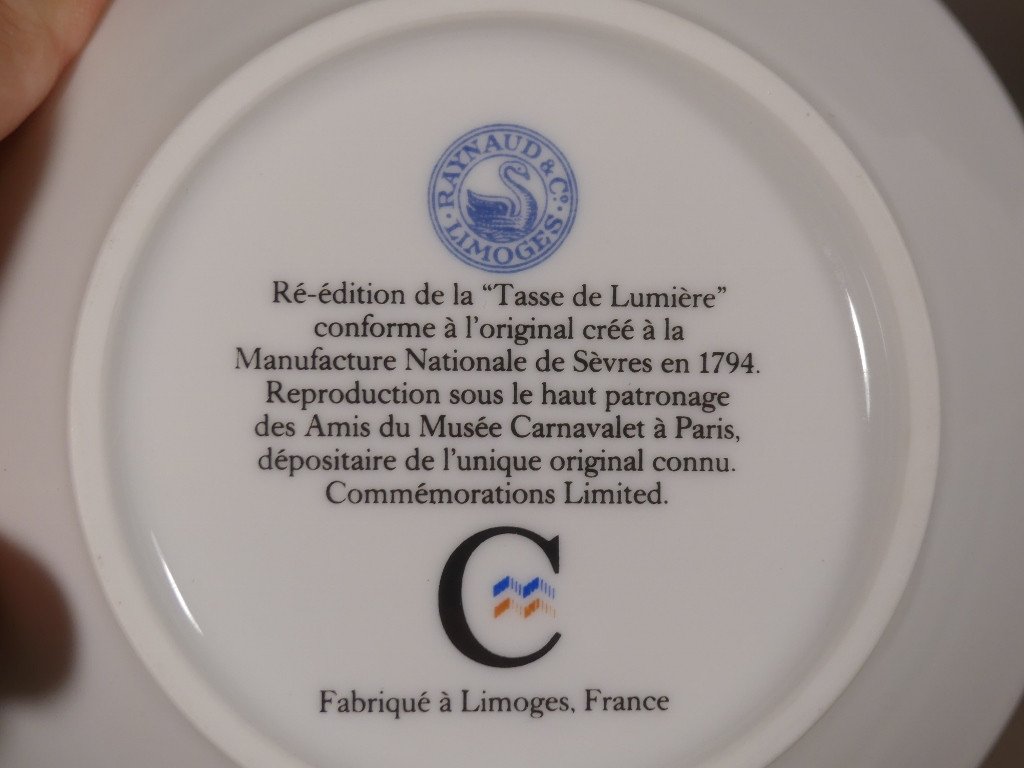 RAYNAUD & Cº
· LIMOGES ·
Ré-édition de la “Tasse de Lumière”
conforme à l'original créé à la
Manufacture Nationale de Sèvres en 1794.
Reproduction sous le haut patronage
des Amis du Musée Carnavalet à Paris,
dépositaire de l'unique original connu.
Commémorations Limited.
C
Fabriqué à Limoges, France